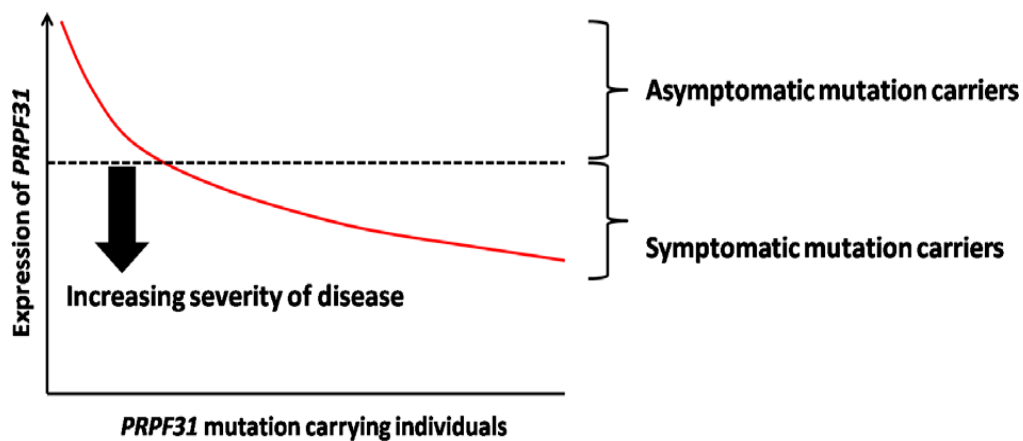 Expression of PRPF31
Asymptomatic mutation carriers
Symptomatic mutation carriers
Increasing severity of disease
PRPF31 mutation carrying individuals